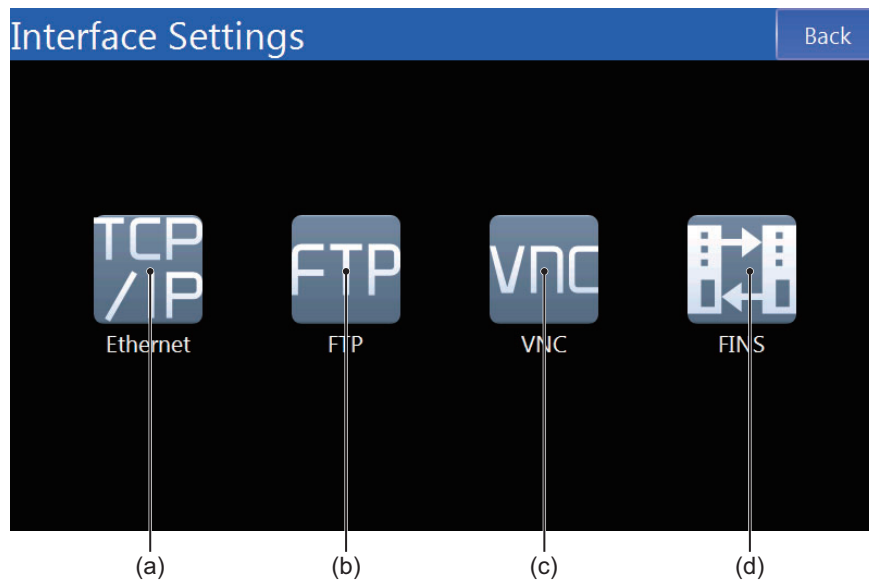 Interface Settings
Back
TCP
/IP
FTP
VNC
Ethernet
FTP
VNC
FINS
(a)
(b)
(c)
(d)